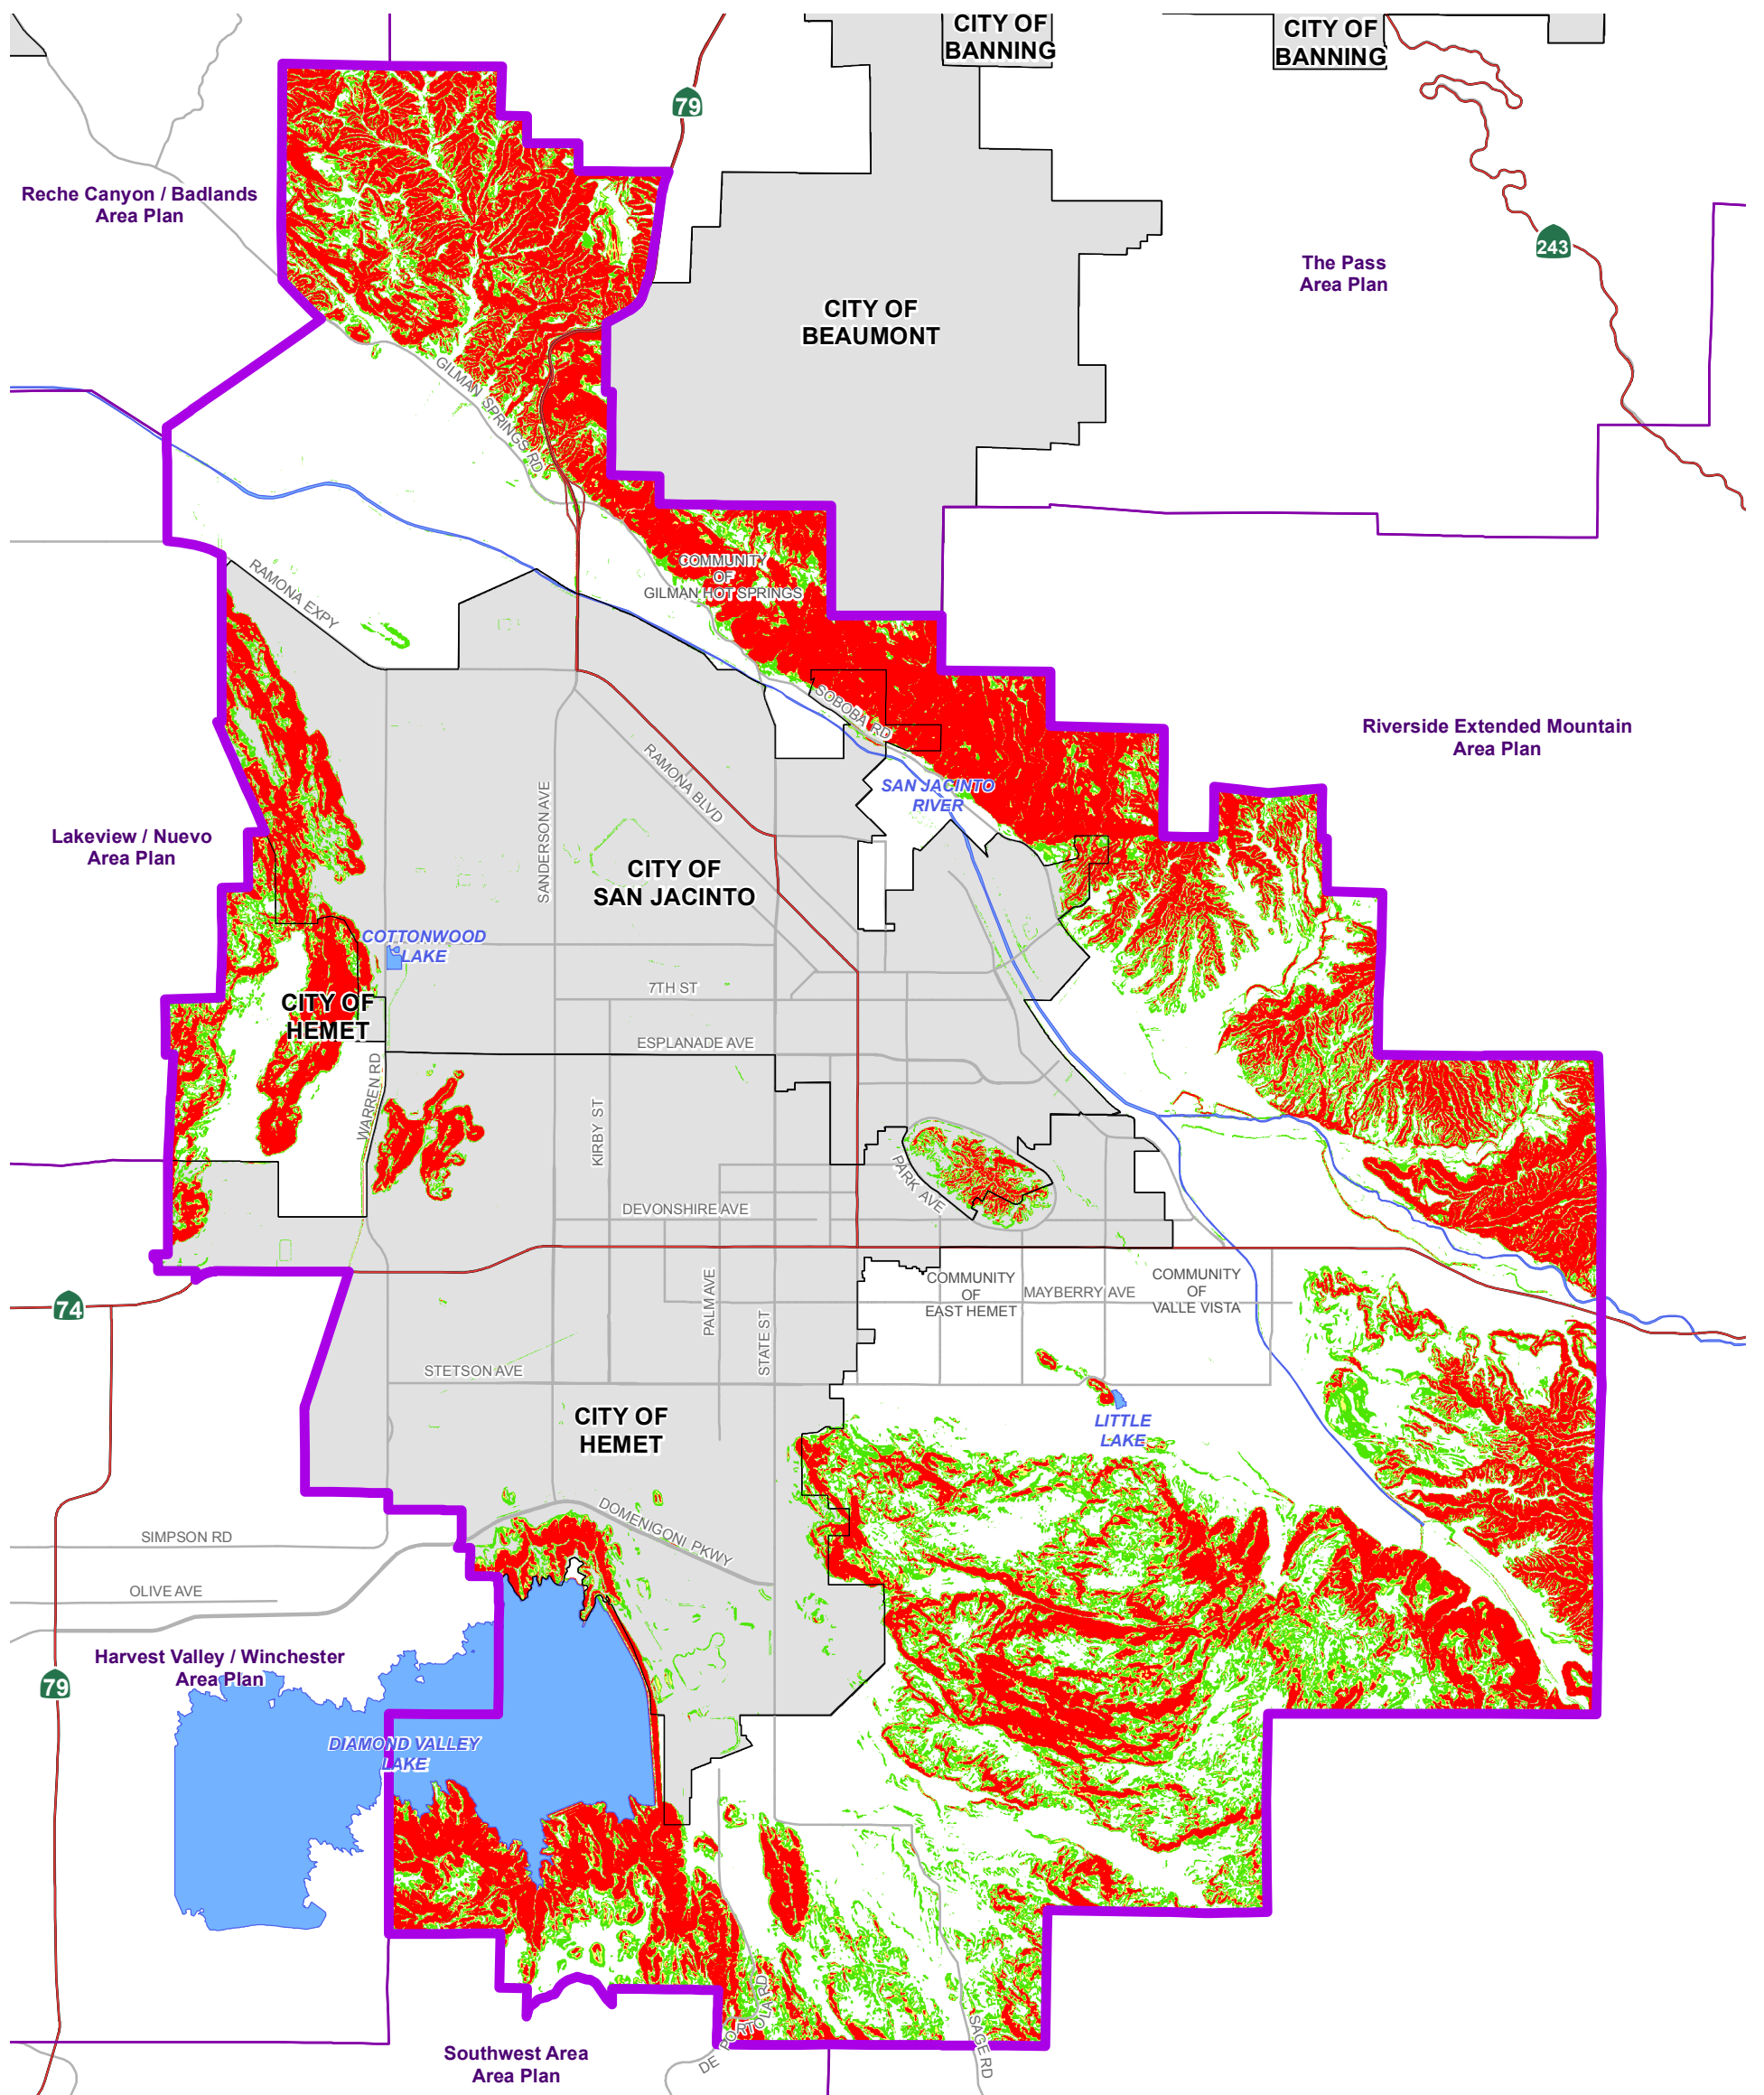 CITY OF
BANNING
CITY OF
BANNING
79
Reche Canyon / Badlands
Area Plan
243
The Pass
Area Plan
CITY OF
BEAUMONT
GILMAN SPRINGS RD
COMMUNITY
OF
GILMAN HOT SPRINGS
RAMONA EXPY
SOBOBA RD
Riverside Extended Mountain
Area Plan
RAMONA BLVD
SAN JACINTO
RIVER
SANDERSON AVE
Lakeview / Nuevo
Area Plan
CITY OF
SAN JACINTO
COTTONWOOD
LAKE
7TH ST
CITY OF
HEMET
ESPLANADE AVE
WARREN RD
KIRBY ST
PARK AVE
DEVONSHIRE AVE
COMMUNITY
OF
EAST HEMET
MAYBERRY AVE
COMMUNITY
OF
VALLE VISTA
74
PALM AVE
STATE ST
STETSON AVE
CITY OF
HEMET
LITTLE
LAKE
DOMENIGONI PKWY
SIMPSON RD
OLIVE AVE
Harvest Valley / Winchester
Area Plan
79
DIAMOND VALLEY
LAKE
DE PORTOLA RD
SAGE RD
Southwest Area
Area Plan